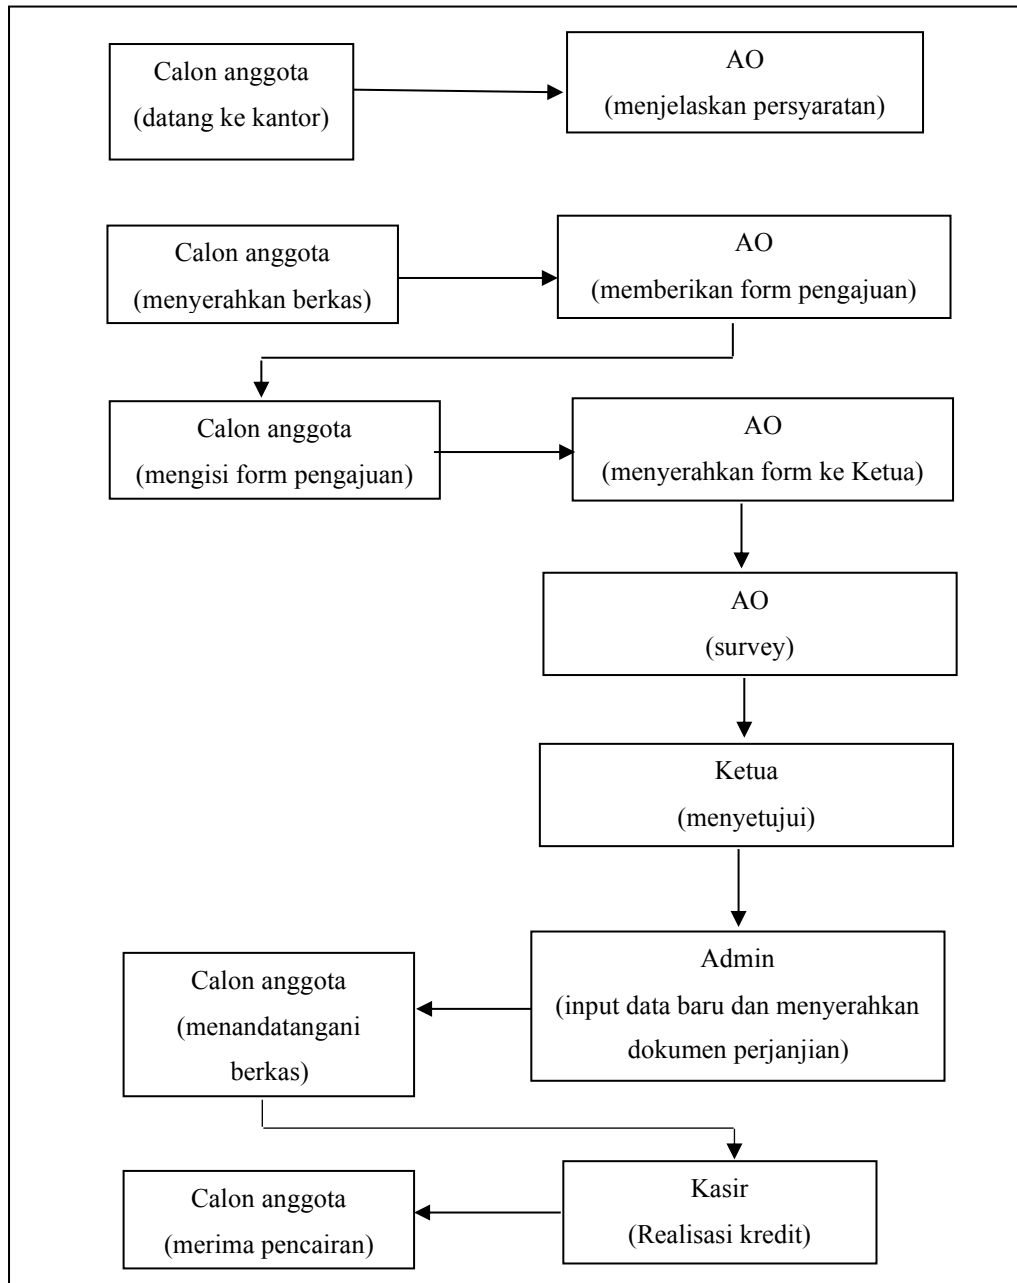 Calon anggota
(datang ke kantor)
AO
(menjelaskan persyaratan)
Calon anggota
(menyerahkan berkas)
AO
(memberikan form pengajuan)
Calon anggota
(mengisi form pengajuan)
AO
(menyerahkan form ke Ketua)
AO
(survey)
Ketua
(menyetujui)
Admin
(input data baru dan menyerahkan
dokumen perjanjian)
Calon anggota
(menandatangani
berkas)
Kasir
(Realisasi kredit)
Calon anggota
(merima pencairan)